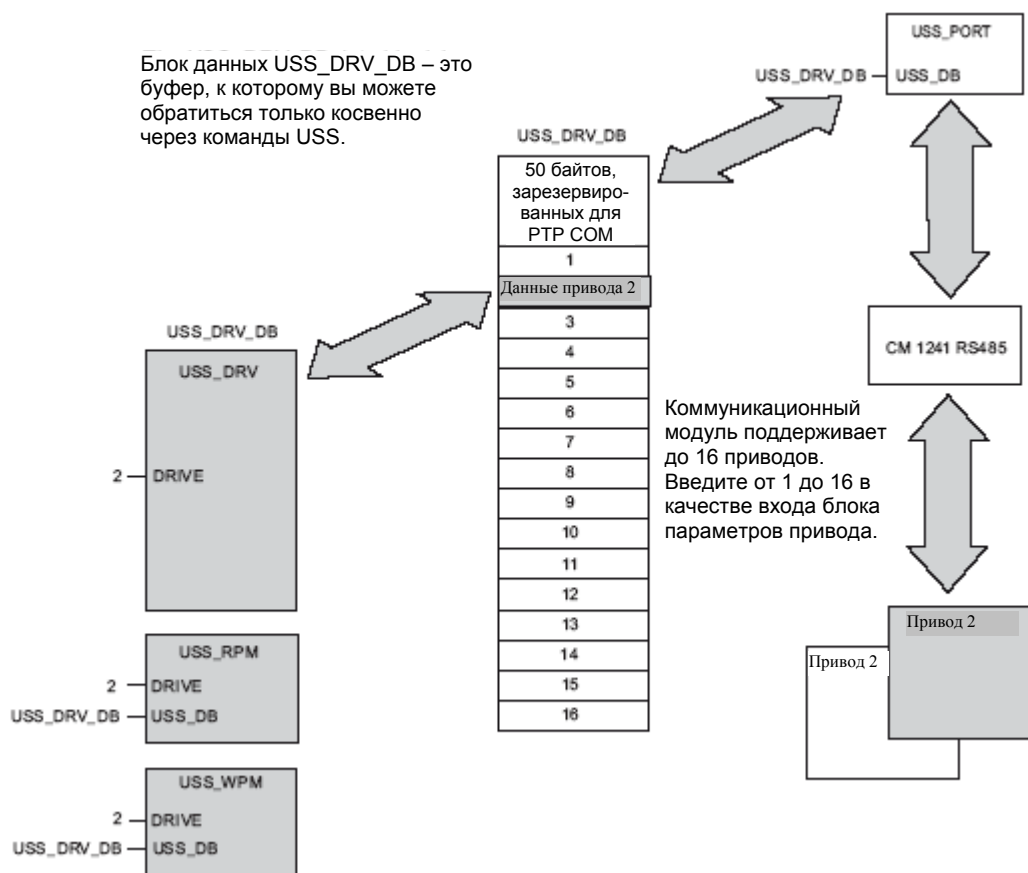 Блок данных USS_DRV_DB – это
буфер, к которому вы можете
обратиться только косвенно
через команды USS.
USS_PORT
USS_DRV_DB
USS_DB
USS_DRV_DB
50 байтов,
зарезервиро-
ванных для
PTP COM
1
Данные привода 2
3
4
5
6
7
8
9
10
11
12
13
14
15
16
USS_DRV_DB
USS_DRV
2
DRIVE
CM 1241 RS485
Коммуникационный
модуль поддерживает
до 16 приводов.
Введите от 1 до 16 в
качестве входа блока
параметров привода.
USS_RPM
2
DRIVE
USS_DRV_DB
USS_DB
Привод 2
Привод 2
USS_WPM
2
DRIVE
USS_DRV_DB
USS_DB